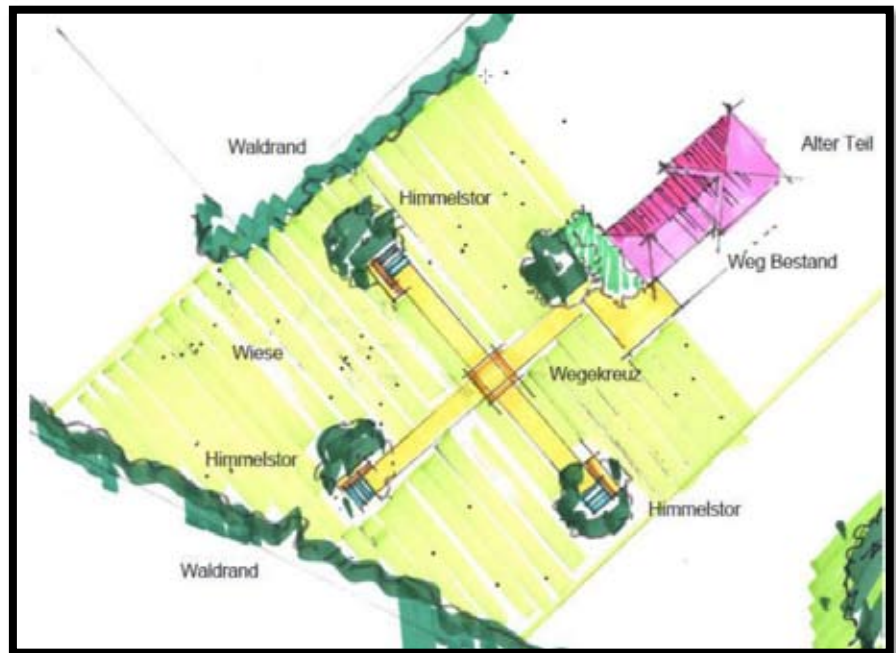 Waldrand
Alter Teil
Himmelstor
Weg Bestand
Wiese
Wegekreuz
Himmelstor
Himmelstor
Waldrand